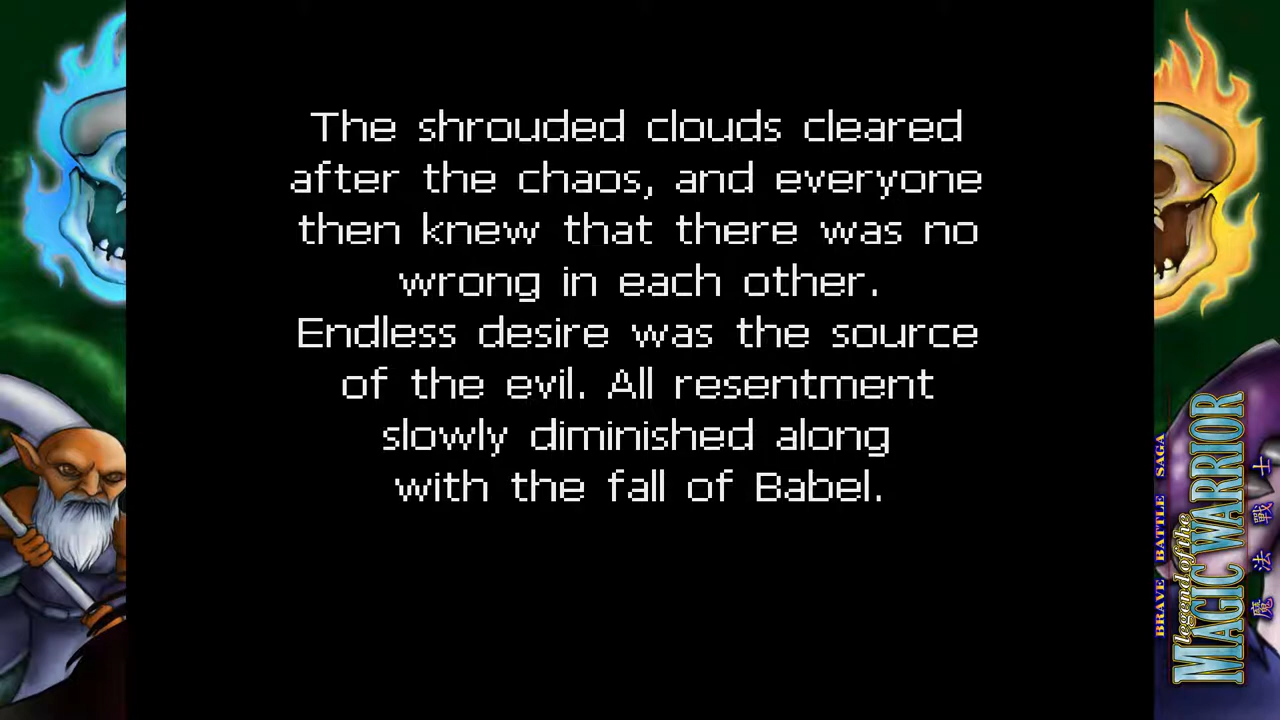 The shrouded clouds cleared
after the chaos, and everyone
then knew that there was no
wrong in each other.
Endless desire was the source
of the evil. All resentment
slowly diminished along
with the fall of Babel.
BRAVE BATTLE SAGA
legend of the
MAGIC WARRIOR
魔法戰士